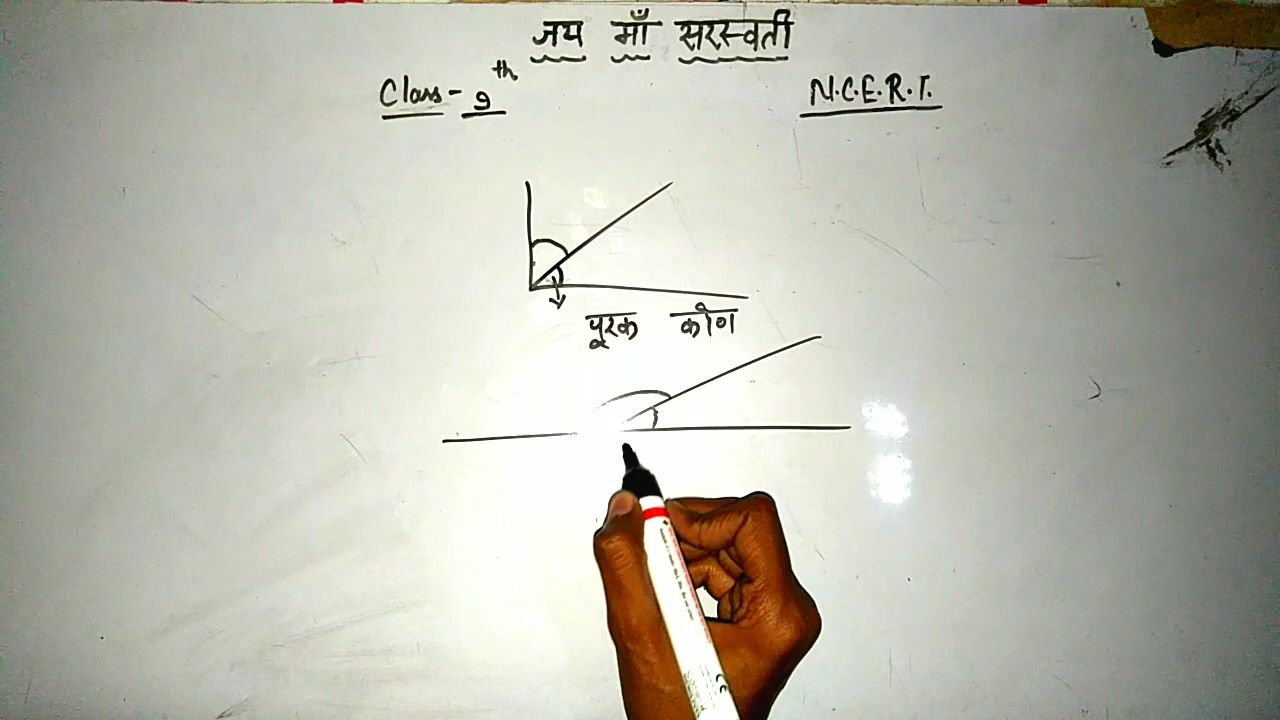 जय माँ सरस्वती
Class - 9th N.C.E.R.T.
पूरक कोण